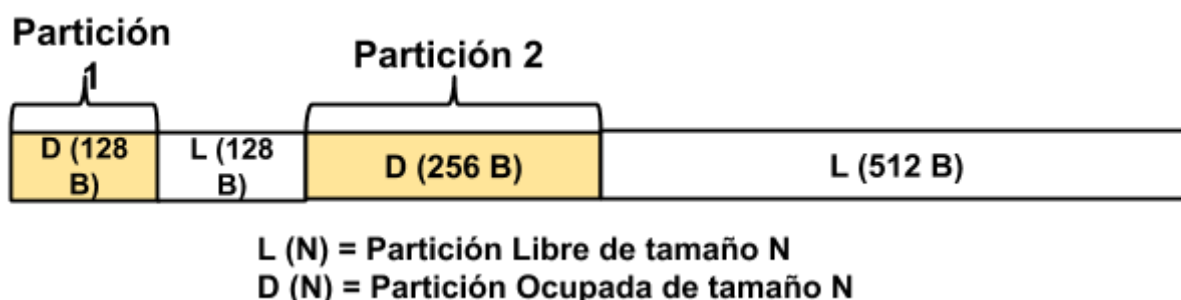 Partición
1
Partición 2
D (128
B)
L (128
B)
D (256 B)
L (512 B)
L (N) = Partición Libre de tamaño N
D (N) = Partición Ocupada de tamaño N